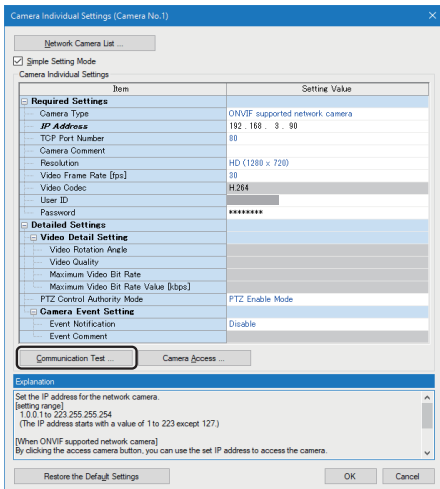 Camera Individual Settings (Camera No.1)
Network Camera List ...
Simple Setting Mode
Camera Individual Settings
Item Setting Value
Required Settings
Camera Type ONVIF supported network camera
IP Address 192 . 168 . 3 . 90
TCP Port Number 80
Camera Comment
Resolution HD (1280 x 720)
Video Frame Rate [fps] 30
Video Codec H.264
User ID
Password ********
Detailed Settings
Video Detail Setting
Video Rotation Angle
Video Quality
Maximum Video Bit Rate
Maximum Video Bit Rate Value [kbps]
PTZ Control Authority Mode PTZ Enable Mode
Camera Event Setting
Event Notification Disable
Event Comment
Communication Test ... Camera Access ...
Explanation
Set the IP address for the network camera.
[setting range]
1.0.0.1 to 223.255.255.254
(The IP address starts with a value of 1 to 223 except 127.)
[When ONVIF supported network camera]
By clicking the access camera button, you can use the set IP address to access the camera.
Restore the Default Settings OK Cancel